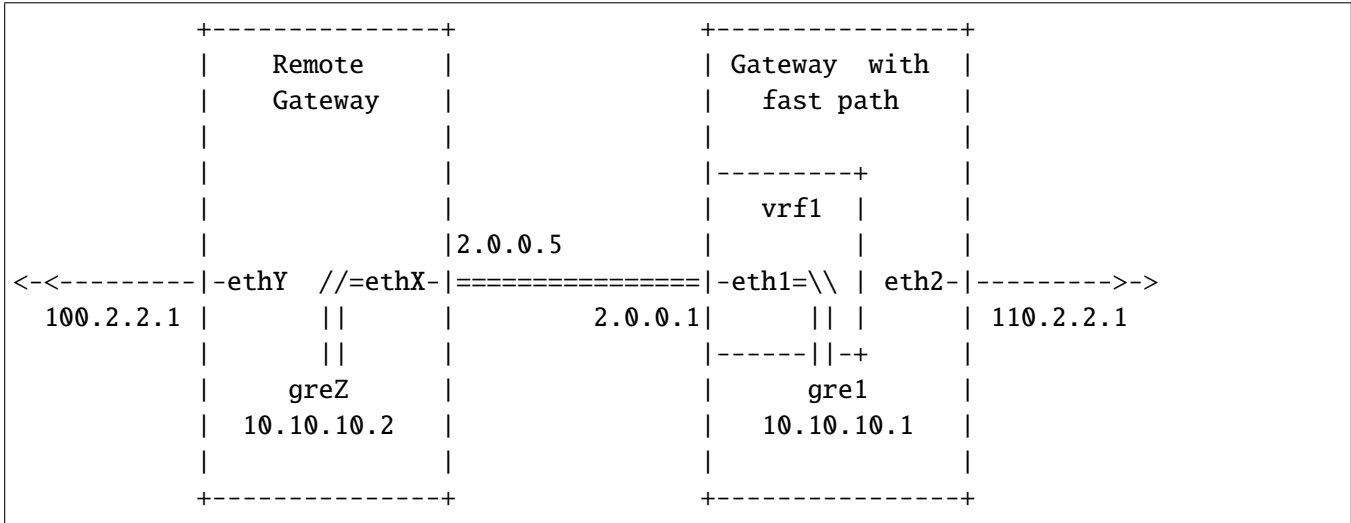 +---------------+                +----------------+
|    Remote     |                | Gateway  with  |
|    Gateway    |                |   fast path    |
|               |                |                |
|               |                |---------+      |
|               |                |   vrf1  |      |
|               |2.0.0.5         |         |      |
<-<---------|-ethY  //=ethX-|================|-eth1=\\ | eth2-|--------->->
100.2.2.1 |       ||      |         2.0.0.1|      || |      | 110.2.2.1
|       ||      |                |------||-+      |
|     greZ      |                |      gre1      |
|  10.10.10.2   |                |   10.10.10.1   |
|               |                |                |
+---------------+                +----------------+